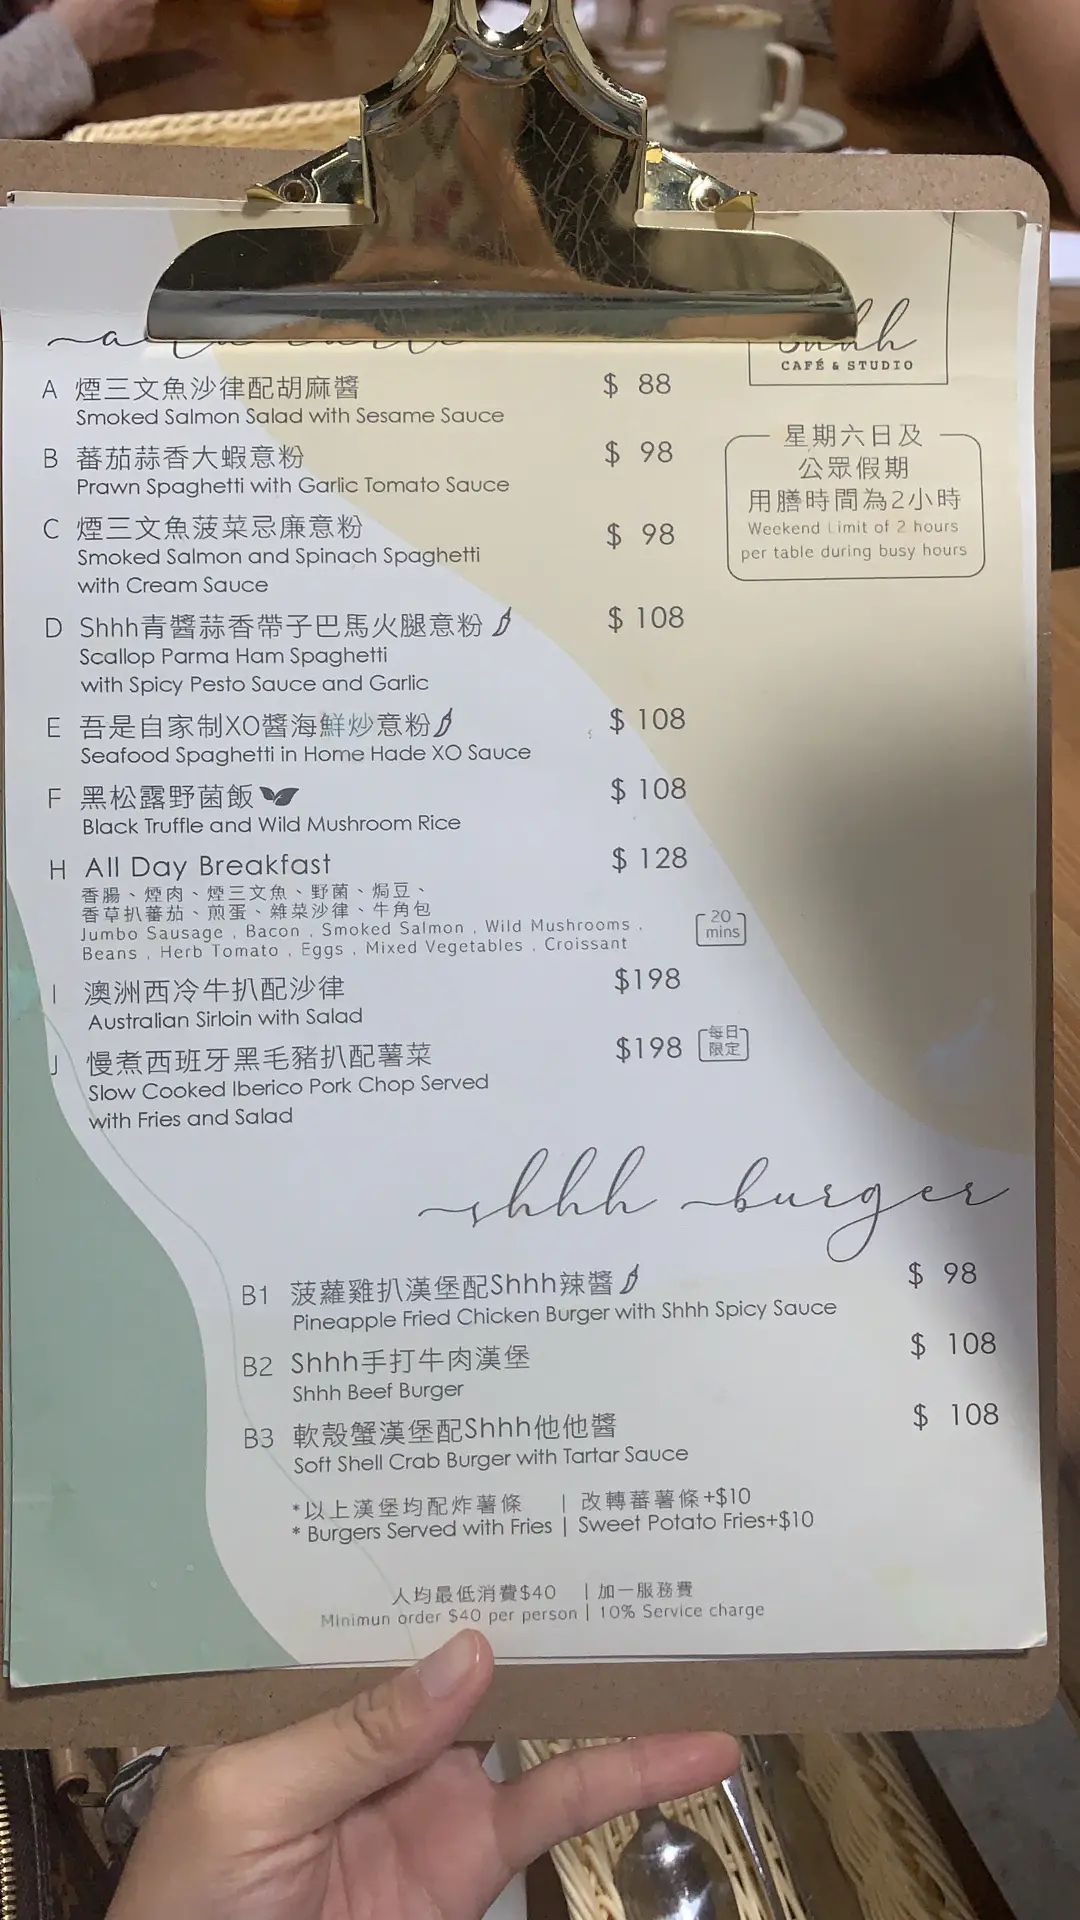 CAFÉ & STUDIO
A 煙三文魚沙律配胡麻醬 $ 88
Smoked Salmon Salad with Sesame Sauce
B 蕃茄蒜香大蝦意粉 $ 98
Prawn Spaghetti with Garlic Tomato Sauce
C 煙三文魚菠菜忌廉意粉 $ 98
Smoked Salmon and Spinach Spaghetti
with Cream Sauce
D Shhh青醬蒜香帶子巴馬火腿意粉 $ 108
Scallop Parma Ham Spaghetti
with Spicy Pesto Sauce and Garlic
E 吾是自家制XO醬海鮮炒意粉 $ 108
Seafood Spaghetti in Home Hade XO Sauce
F 黑松露野菌飯 $ 108
Black Truffle and Wild Mushroom Rice
H All Day Breakfast $ 128
香腸、煙肉、煙三文魚、野菌、焗豆、
香草扒蕃茄、煎蛋、雜菜沙律、牛角包
Jumbo Sausage , Bacon , Smoked Salmon , Wild Mushrooms ,
Beans , Herb Tomato , Eggs , Mixed Vegetables , Croissant
20
mins
I 澳洲西冷牛扒配沙律 $198
Australian Sirloin with Salad
J 慢煮西班牙黑毛豬扒配薯菜 $198
每日
限定
Slow Cooked Iberico Pork Chop Served
with Fries and Salad
星期六日及
公眾假期
用膳時間為2小時
Weekend Limit of 2 hours
per table during busy hours
shhh burger
B1 菠蘿雞扒漢堡配Shhh辣醬 $ 98
Pineapple Fried Chicken Burger with Shhh Spicy Sauce
B2 Shhh手打牛肉漢堡 $ 108
Shhh Beef Burger
B3 軟殼蟹漢堡配Shhh他他醬 $ 108
Soft Shell Crab Burger with Tartar Sauce
*以上漢堡均配炸薯條 | 改轉蕃薯條+$10
* Burgers Served with Fries | Sweet Potato Fries+$10
人均最低消費$40 | 加一服務費
Minimun order $40 per person | 10% Service charge